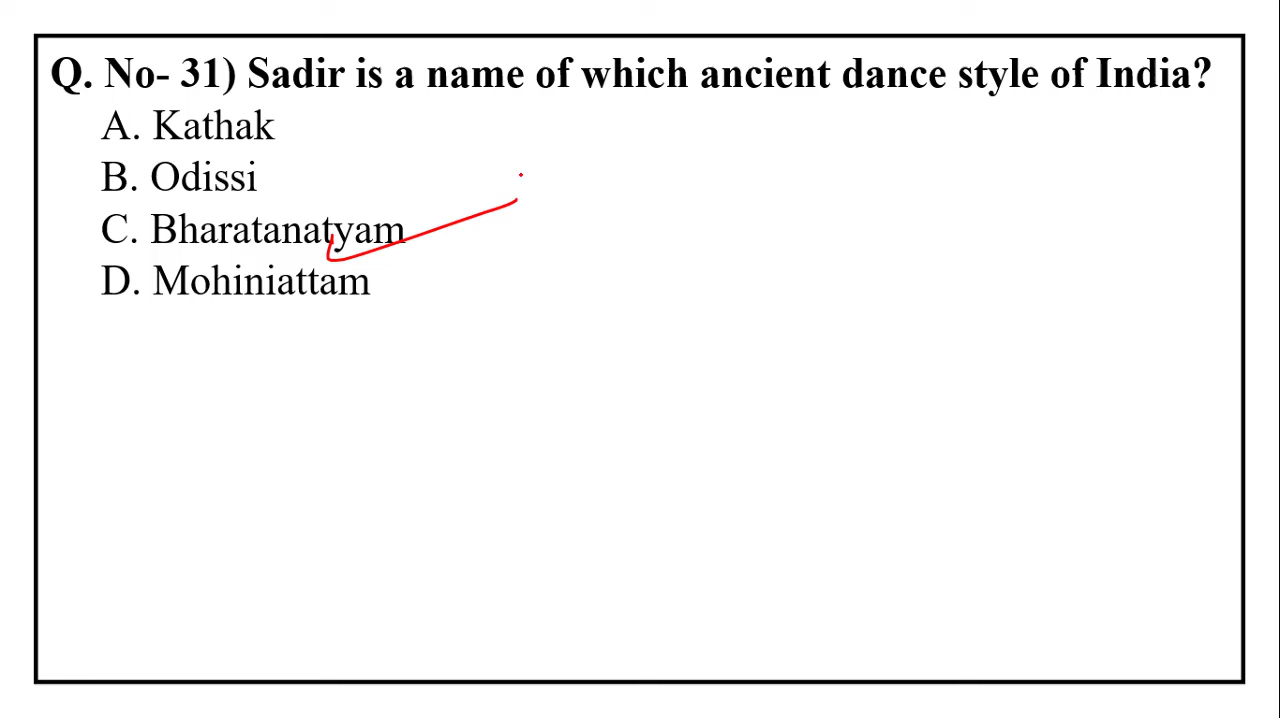 Q. No- 31) Sadir is a name of which ancient dance style of India?
A. Kathak
B. Odissi
C. Bharatanatyam
D. Mohiniattam